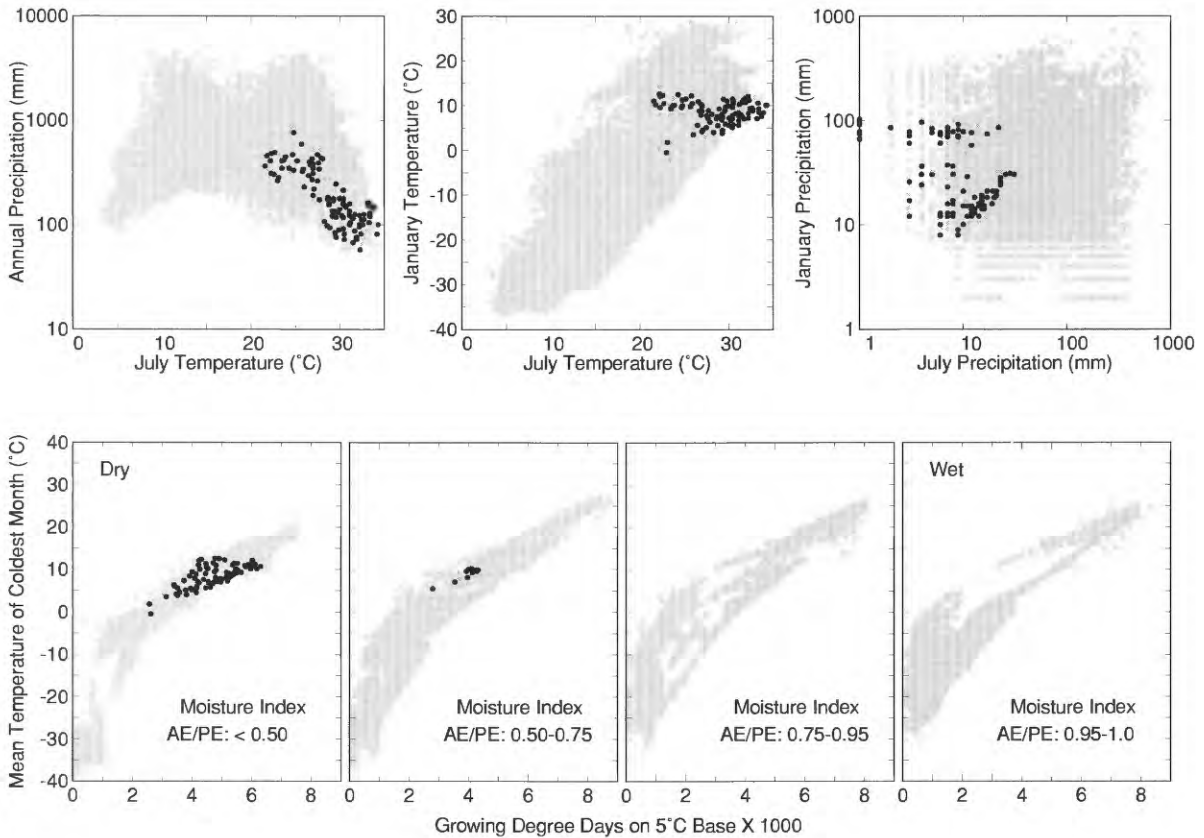 10000
1000
100
10
Annual Precipitation (mm)
0 10 20 30
July Temperature (°C)
30
20
10
0
-10
-20
-30
-40
January Temperature (°C)
0 10 20 30
July Temperature (°C)
1000
100
10
1
January Precipitation (mm)
1 10 100 1000
July Precipitation (mm)
Mean Temperature of Coldest Month (°C)
40
30
20
10
0
-10
-20
-30
-40
Dry
Moisture Index
AE/PE: < 0.50
0 2 4 6 8
Moisture Index
AE/PE: 0.50-0.75
0 2 4 6 8
Moisture Index
AE/PE: 0.75-0.95
0 2 4 6 8
Wet
Moisture Index
AE/PE: 0.95-1.0
0 2 4 6 8
Growing Degree Days on 5°C Base X 1000